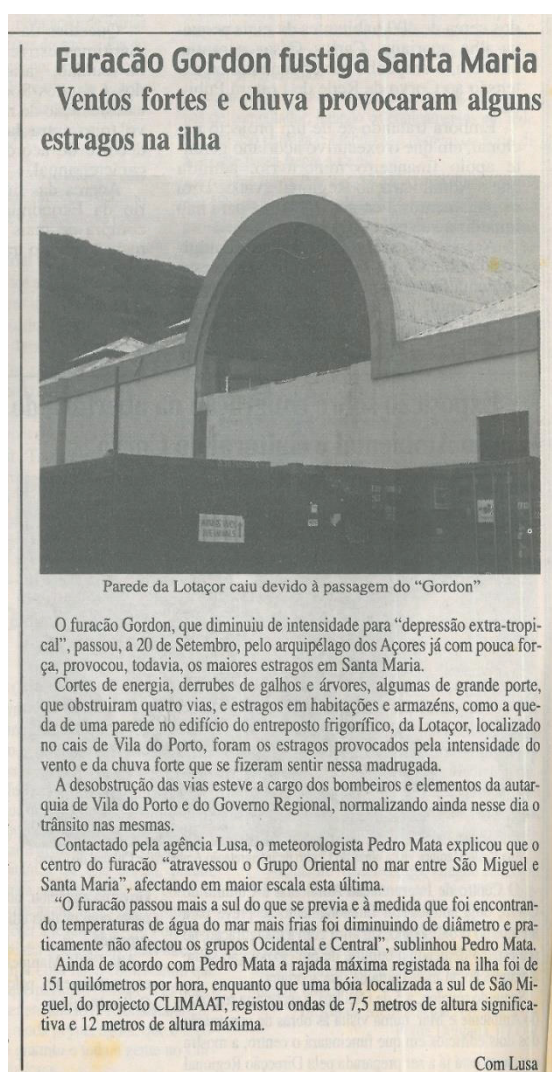 Furacão Gordon fustiga Santa Maria
Ventos fortes e chuva provocaram alguns
estragos na ilha
Parede da Lotaçor caiu devido à passagem do “Gordon”
O furacão Gordon, que diminuiu de intensidade para “depressão extra-tropi-
cal”, passou, a 20 de Setembro, pelo arquipélago dos Açores já com pouca for-
ça, provocou, todavia, os maiores estragos em Santa Maria.
Cortes de energia, derrubes de galhos e árvores, algumas de grande porte,
que obstruiram quatro vias, e estragos em habitações e armazéns, como a que-
da de uma parede no edifício do entreposto frigorífico, da Lotaçor, localizado
no cais de Vila do Porto, foram os estragos provocados pela intensidade do
vento e da chuva forte que se fizeram sentir nessa madrugada.
A desobstrução das vias esteve a cargo dos bombeiros e elementos da autar-
quia de Vila do Porto e do Governo Regional, normalizando ainda nesse dia o
trânsito nas mesmas.
Contactado pela agência Lusa, o meteorologista Pedro Mata explicou que o
centro do furacão “atravessou o Grupo Oriental no mar entre São Miguel e
Santa Maria”, afectando em maior escala esta última.
“O furacão passou mais a sul do que se previa e à medida que foi encontran-
do temperaturas de água do mar mais frias foi diminuindo de diâmetro e pra-
ticamente não afectou os grupos Ocidental e Central”, sublinhou Pedro Mata.
Ainda de acordo com Pedro Mata a rajada máxima registada na ilha foi de
151 quilómetros por hora, enquanto que uma bóia localizada a sul de São Mi-
guel, do projecto CLIMAAT, registou ondas de 7,5 metros de altura significa-
tiva e 12 metros de altura máxima.
Com Lusa